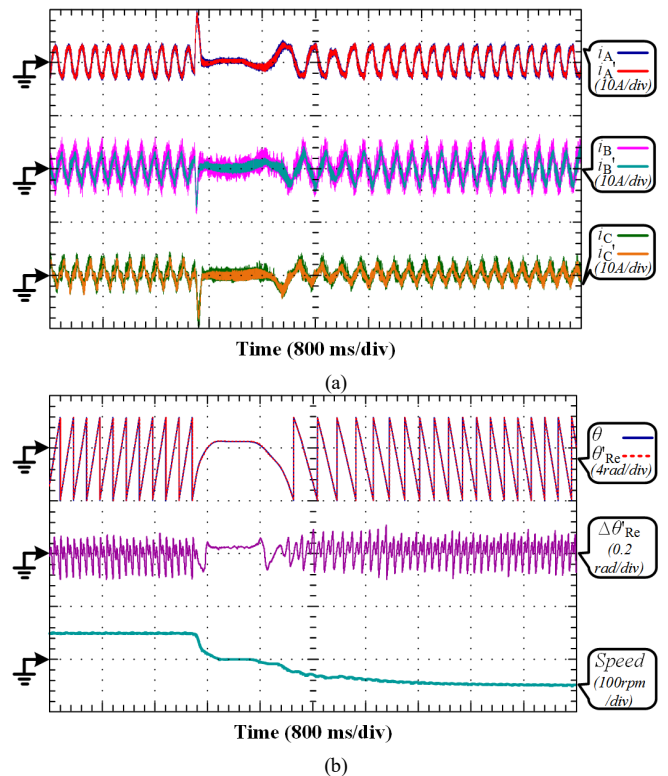 iA
iA'
(10A/div)
iB
iB'
(10A/div)
iC
iC'
(10A/div)
Time (800 ms/div)
(a)
θ
θ'Re
(4rad/div)
Δθ'Re
(0.2
rad/div)
Speed
(100rpm
/div)
Time (800 ms/div)
(b)